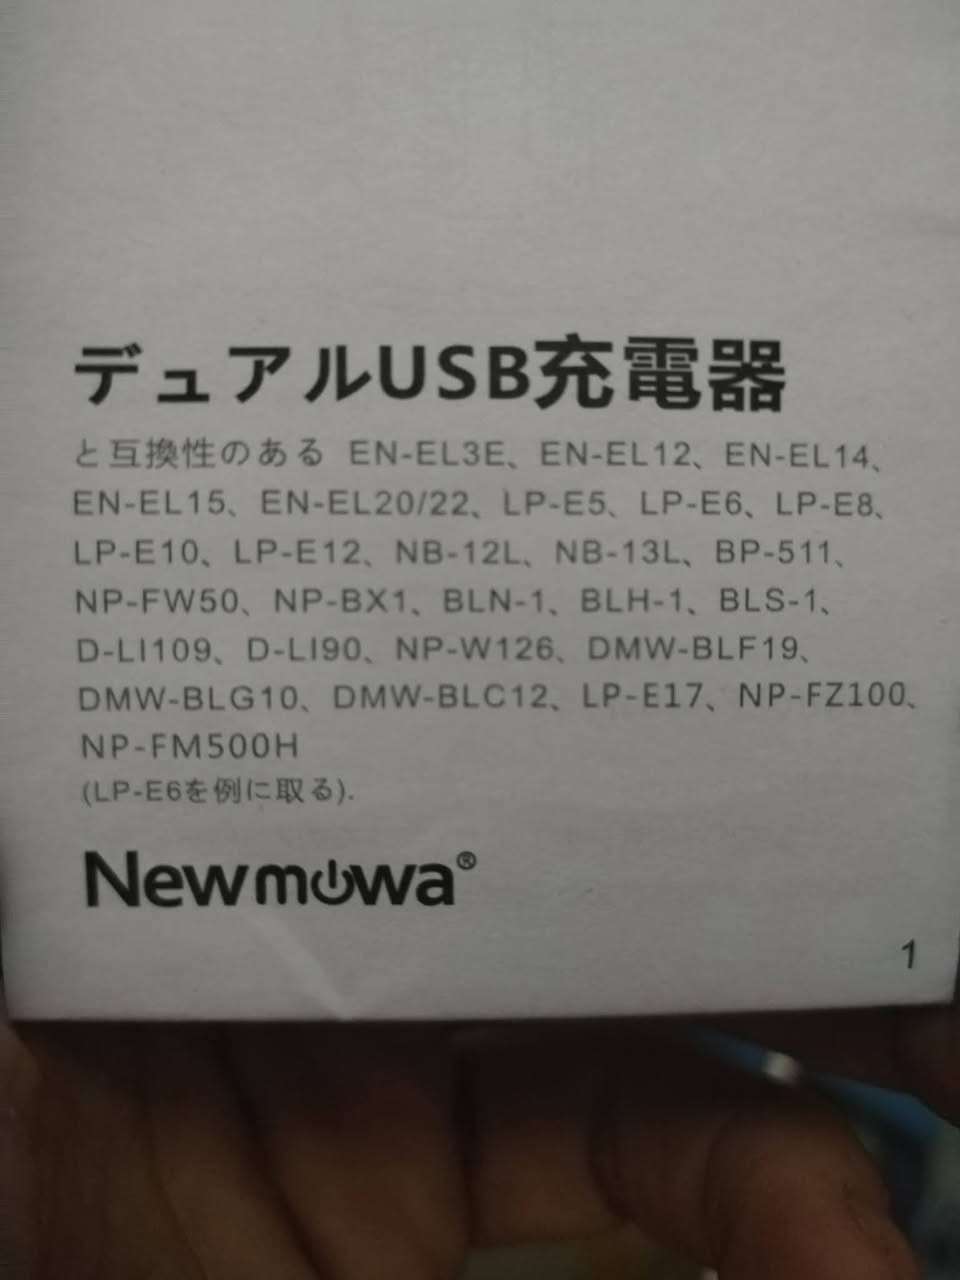 デュアルUSB充電器
と互換性のある EN-EL3E、EN-EL12、EN-EL14、
EN-EL15、EN-EL20/22、LP-E5、LP-E6、LP-E8、
LP-E10、LP-E12、NB-12L、NB-13L、BP-511、
NP-FW50、NP-BX1、BLN-1、BLH-1、BLS-1、
D-LI109、D-LI90、NP-W126、DMW-BLF19、
DMW-BLG10、DMW-BLC12、LP-E17、NP-FZ100、
NP-FM500H
(LP-E6を例に取る).
Newmowa®
1